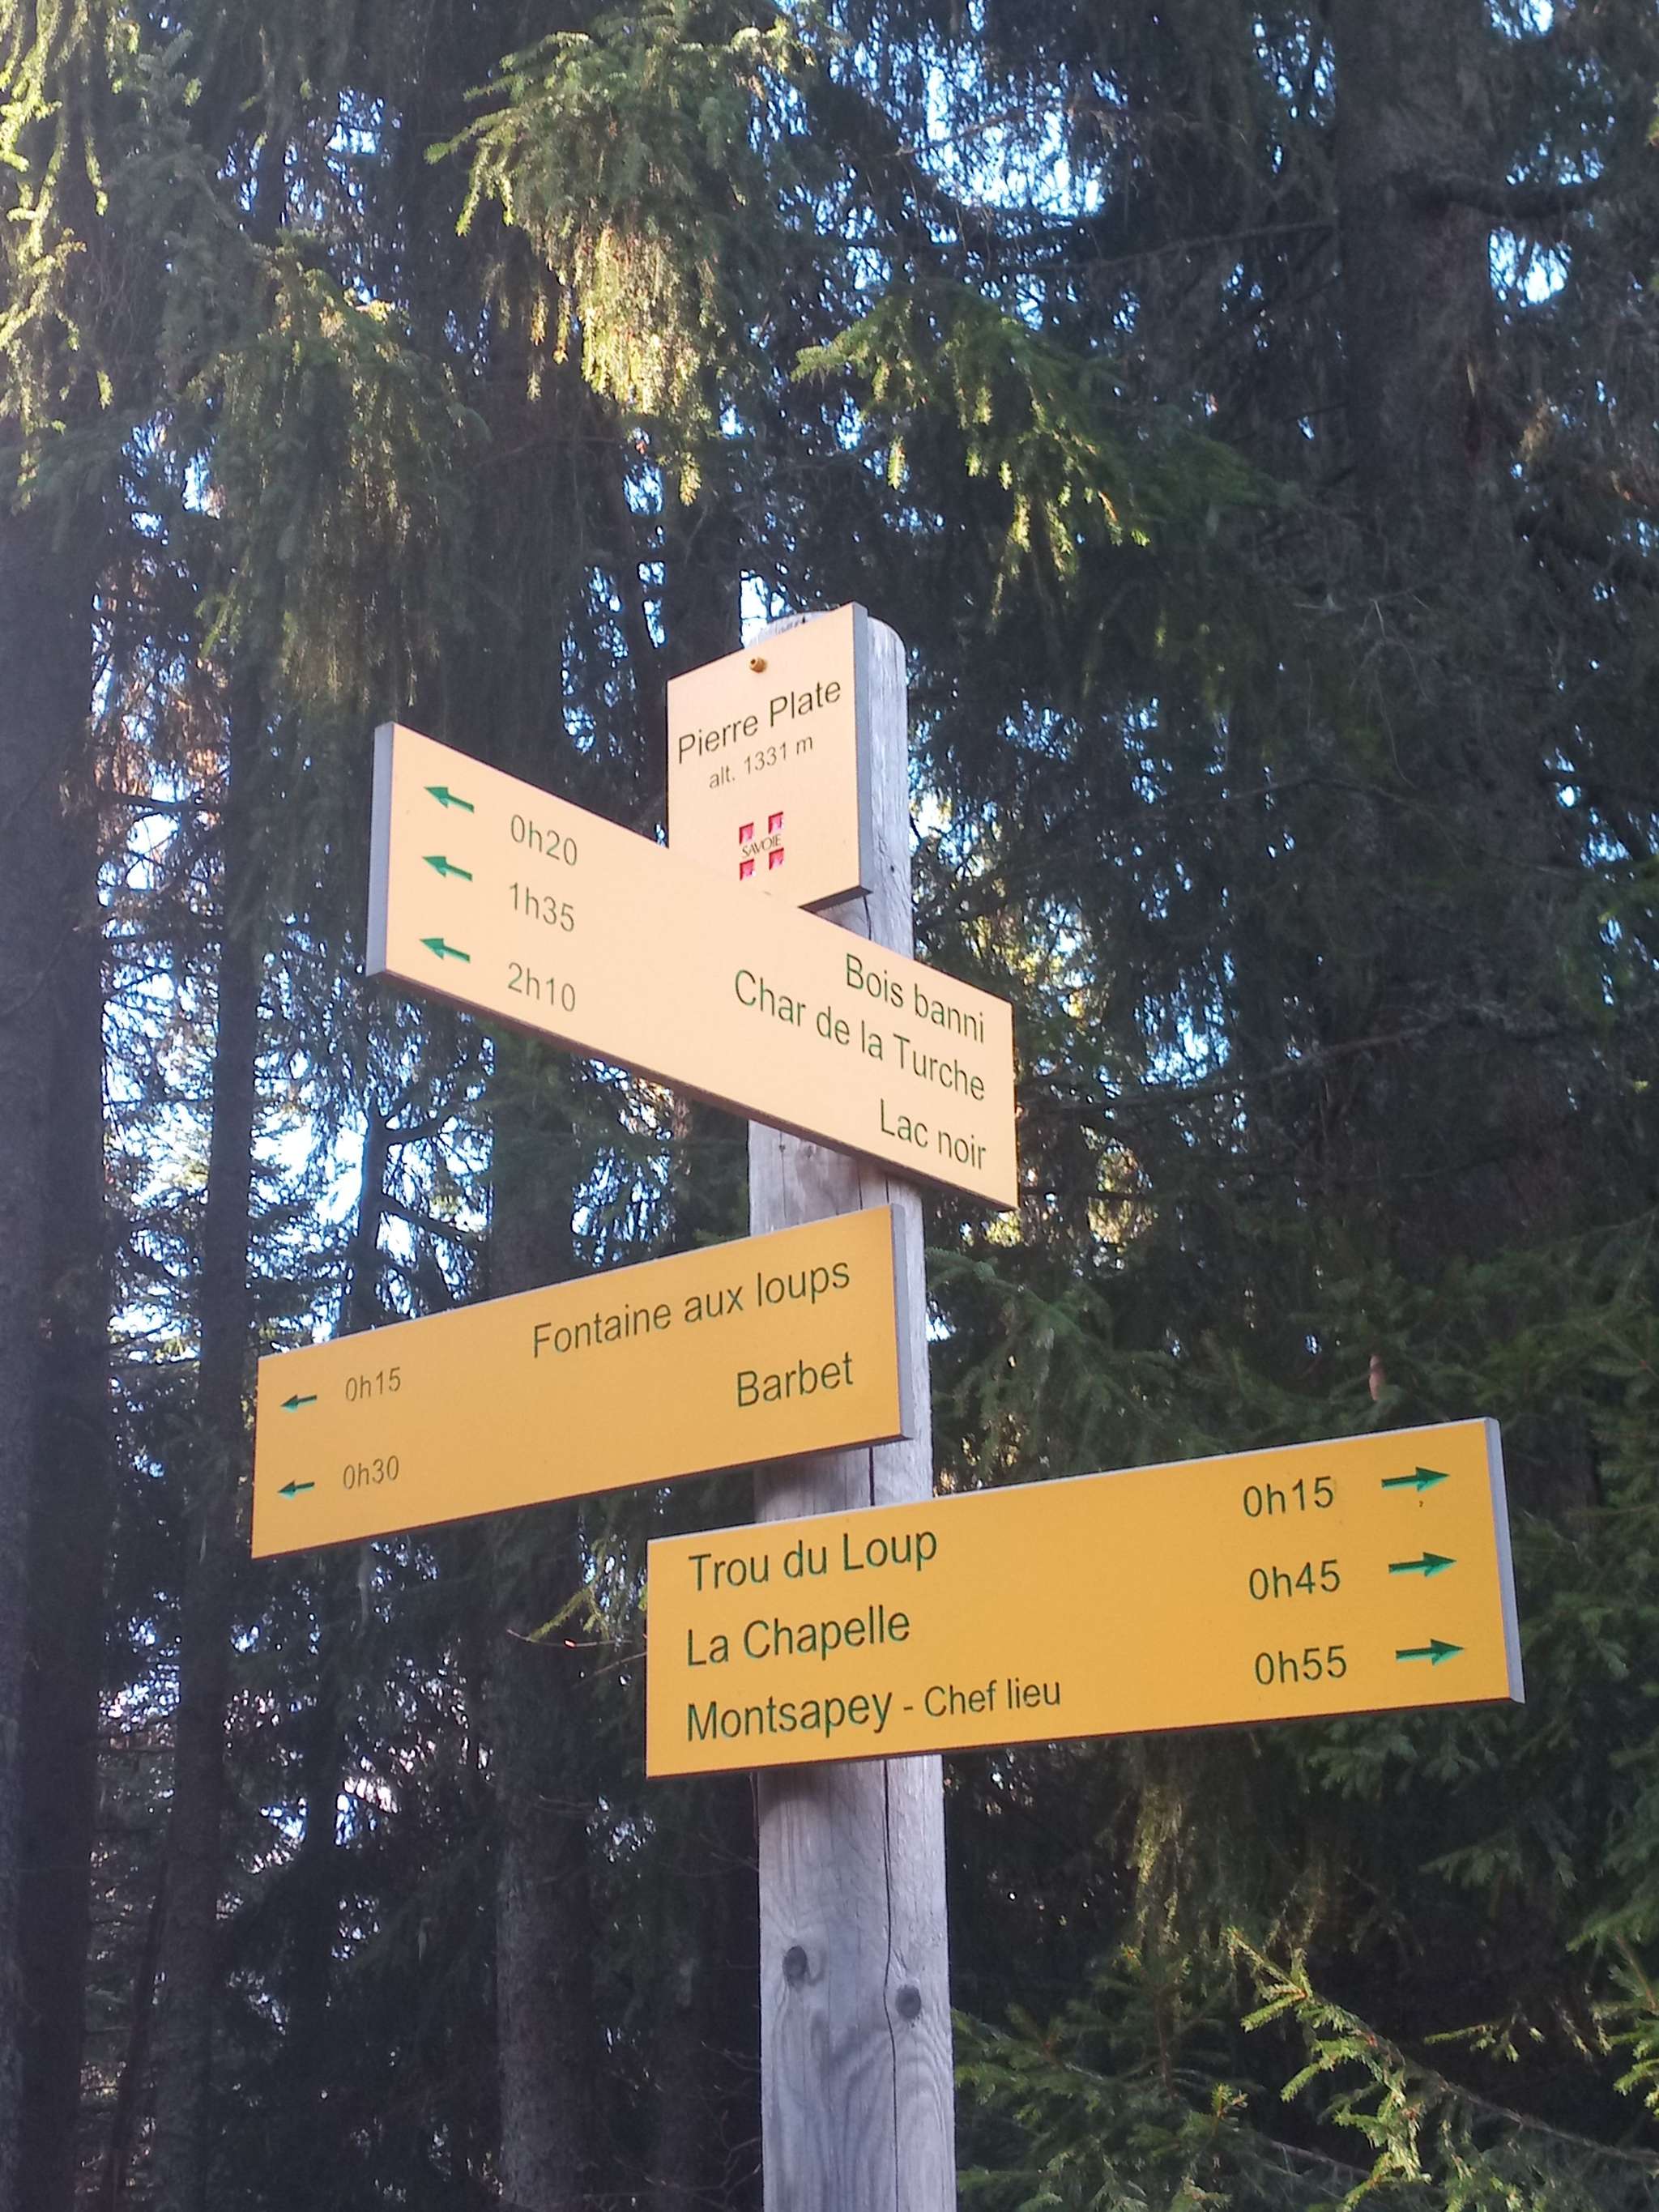 Pierre Plate
alt. 1331 m
SAVOIE
0h20 Bois banni
1h35 Char de la Turche
2h10 Lac noir
0h15 Fontaine aux loups
0h30 Barbet
Trou du Loup 0h15
La Chapelle 0h45
Montsapey - Chef lieu 0h55